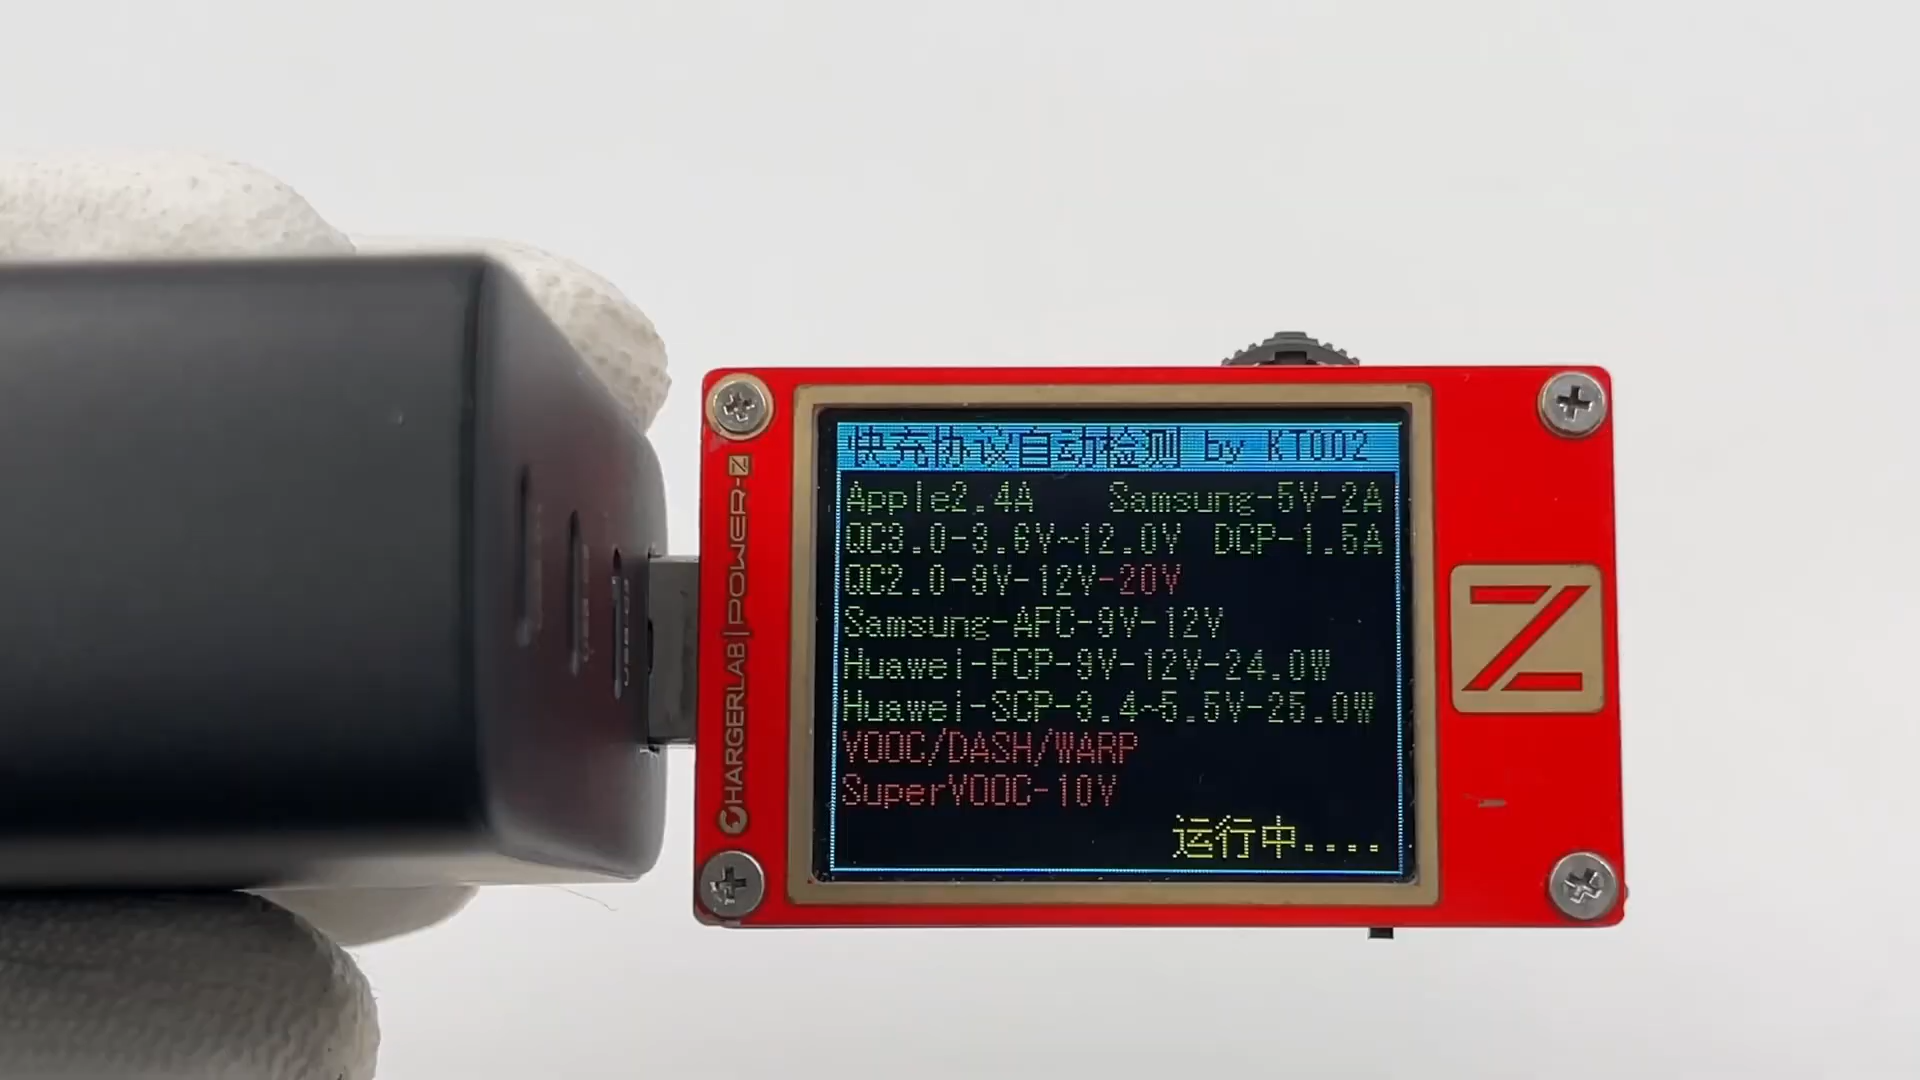 快充协议自动检测 by KT002
Apple2.4A Samsung-5V-2A
QC3.0-3.6V~12.0V DCP-1.5A
QC2.0-9V-12V-20V
Samsung-AFC-9V-12V
Huawei-FCP-9V-12V-24.0W
Huawei-SCP-3.4~5.5V-25.0W
VOOC/DASH/WARP
SuperVOOC-10V
运行中....
CHARGERLAB|POWER-Z
Z